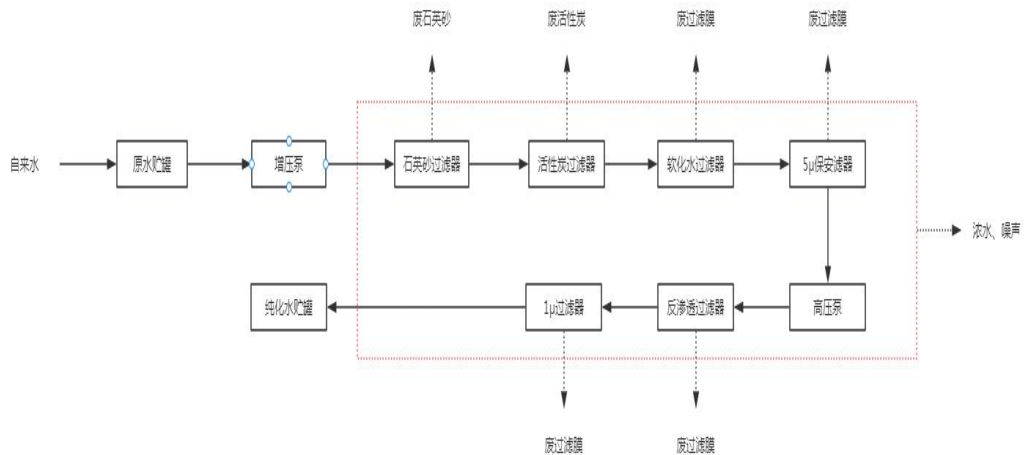 废石英砂
废活性炭
废过滤膜
废过滤膜
自来水
原水贮罐
增压泵
石英砂过滤器
活性炭过滤器
软化水过滤器
5μ保安滤器
浓水、噪声
纯化水贮罐
1μ过滤器
反渗透过滤器
高压泵
废过滤膜
废过滤膜